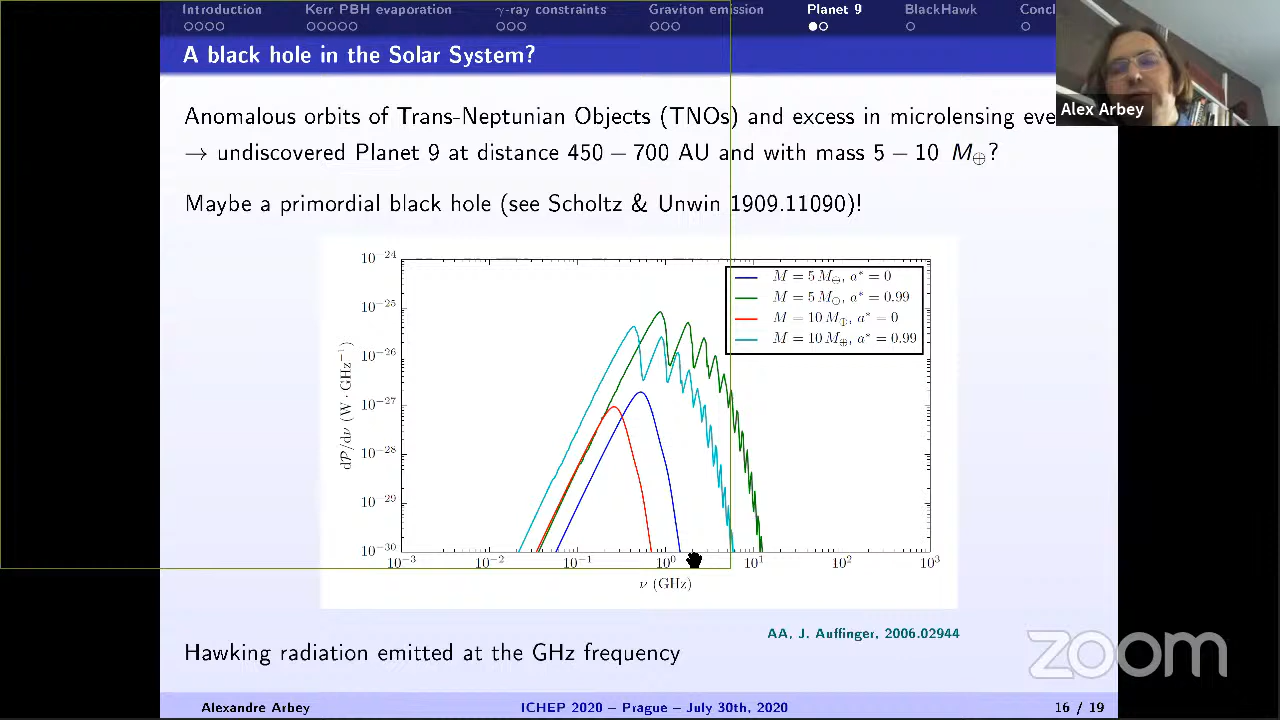 Introduction Kerr PBH evaporation γ-ray constraints Graviton emission Planet 9 BlackHawk Concl
A black hole in the Solar System?
Alex Arbey
Anomalous orbits of Trans-Neptunian Objects (TNOs) and excess in microlensing eve
→ undiscovered Planet 9 at distance 450 − 700 AU and with mass 5 − 10 M⊕?
Maybe a primordial black hole (see Scholtz & Unwin 1909.11090)!
10⁻²⁴
10⁻²⁵
10⁻²⁶
10⁻²⁷
10⁻²⁸
10⁻²⁹
10⁻³⁰
dP/dν (W · GHz⁻¹)
M = 5 M⊕, a* = 0
M = 5 M⊕, a* = 0.99
M = 10 M⊕, a* = 0
M = 10 M⊕, a* = 0.99
10⁻³ 10⁻² 10⁻¹ 10⁰ 10¹ 10² 10³
ν (GHz)
AA, J. Auffinger, 2006.02944
Hawking radiation emitted at the GHz frequency
zoom
Alexandre Arbey ICHEP 2020 – Prague – July 30th, 2020 16 / 19